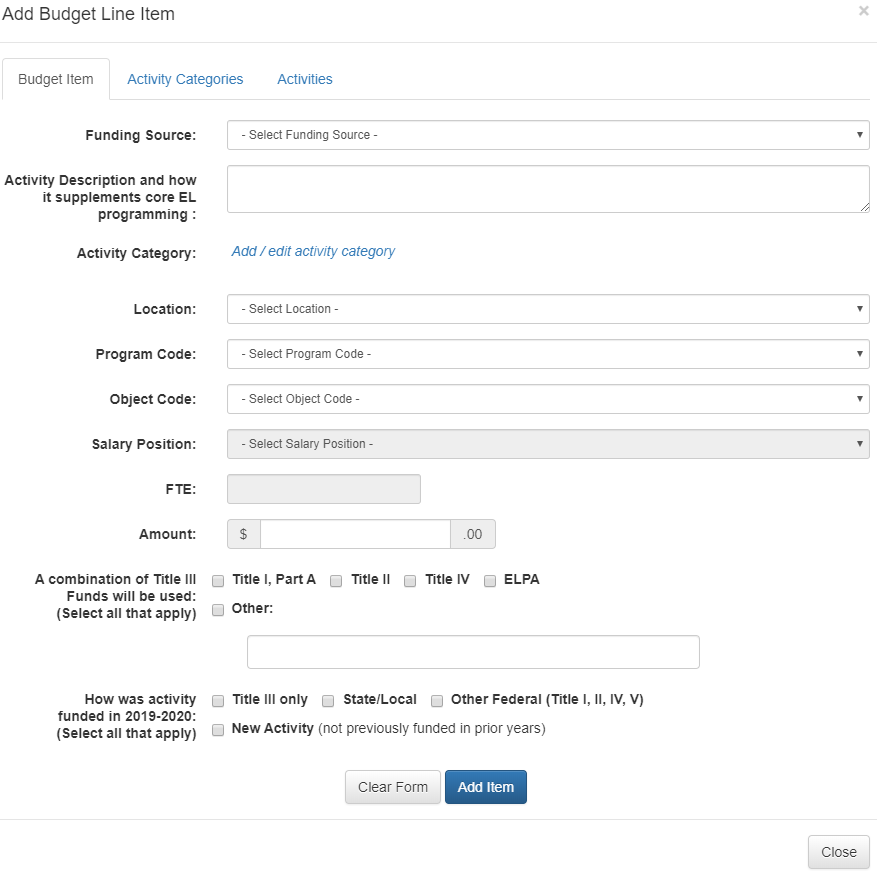 Add Budget Line Item ×
Budget Item Activity Categories Activities
Funding Source: - Select Funding Source -
Activity Description and how
it supplements core EL
programming :
Activity Category: Add / edit activity category
Location: - Select Location -
Program Code: - Select Program Code -
Object Code: - Select Object Code -
Salary Position: - Select Salary Position -
FTE:
Amount: $ .00
A combination of Title III
Funds will be used:
(Select all that apply)
Title I, Part A Title II Title IV ELPA
Other:
How was activity
funded in 2019-2020:
(Select all that apply)
Title III only State/Local Other Federal (Title I, II, IV, V)
New Activity (not previously funded in prior years)
Clear Form Add Item
Close